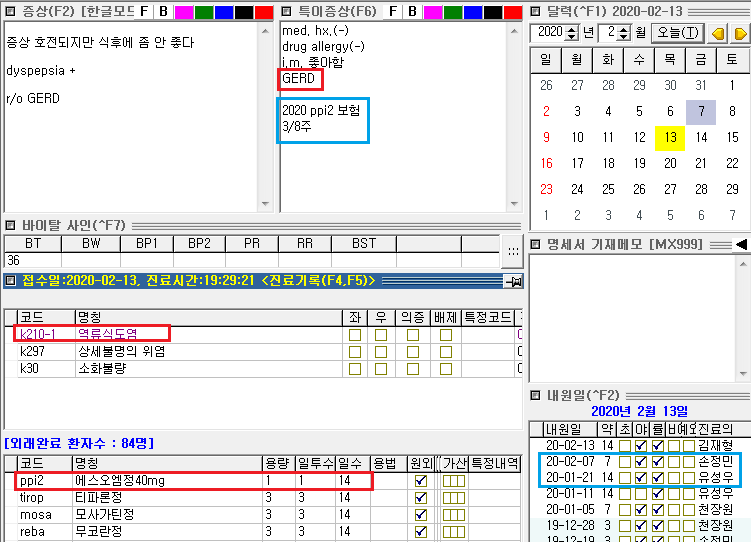 증상(F2) [한글모드
F B
특이증상(F6)
F B
달력(^F1) 2020-02-13
증상 호전되지만 식후에 좀 안 좋다
dyspepsia +
r/o GERD
med. hx.(-)
drug allergy(-)
i.m. 좋아함
GERD
2020 ppi2 보험
3/8주
2020 년 2 월 오늘(T)
일 월 화 수 목 금 토
26 27 28 29 30 31 1
2 3 4 5 6 7 8
9 10 11 12 13 14 15
16 17 18 19 20 21 22
23 24 25 26 27 28 29
1 2 3 4 5 6 7
바이탈 사인(^F7)
BT BW BP1 BP2 PR RR BST
36
명세서 기재메모 [MX999]
접수일:2020-02-13, 진료시간:19:29:21 <진료기록(F4,F5)>
코드 명칭 좌 우 의증 배제 특정코드
k210-1 역류식도염
k297 상세불명의 위염
k30 소화불량
[외래완료 환자수 : 84명]
코드 명칭 용량 일투수 일수 용법 원외 가산 특정내역
ppi2 에스오엠정40mg 1 1 14
tirop 티파론정 3 3 14
mosa 모사가틴정 3 3 14
reba 무코란정 3 3 14
내원일(^F2)
2020년 2월 13일
내원일 약 초 야 률 비 예 모 진료의
20-02-13 14 김재형
20-02-07 7 손정민
20-01-21 14 유성우
20-01-11 14 유성우
20-01-05 7 천장원
19-12-28 3 천장원
19-12-19 3 손정민